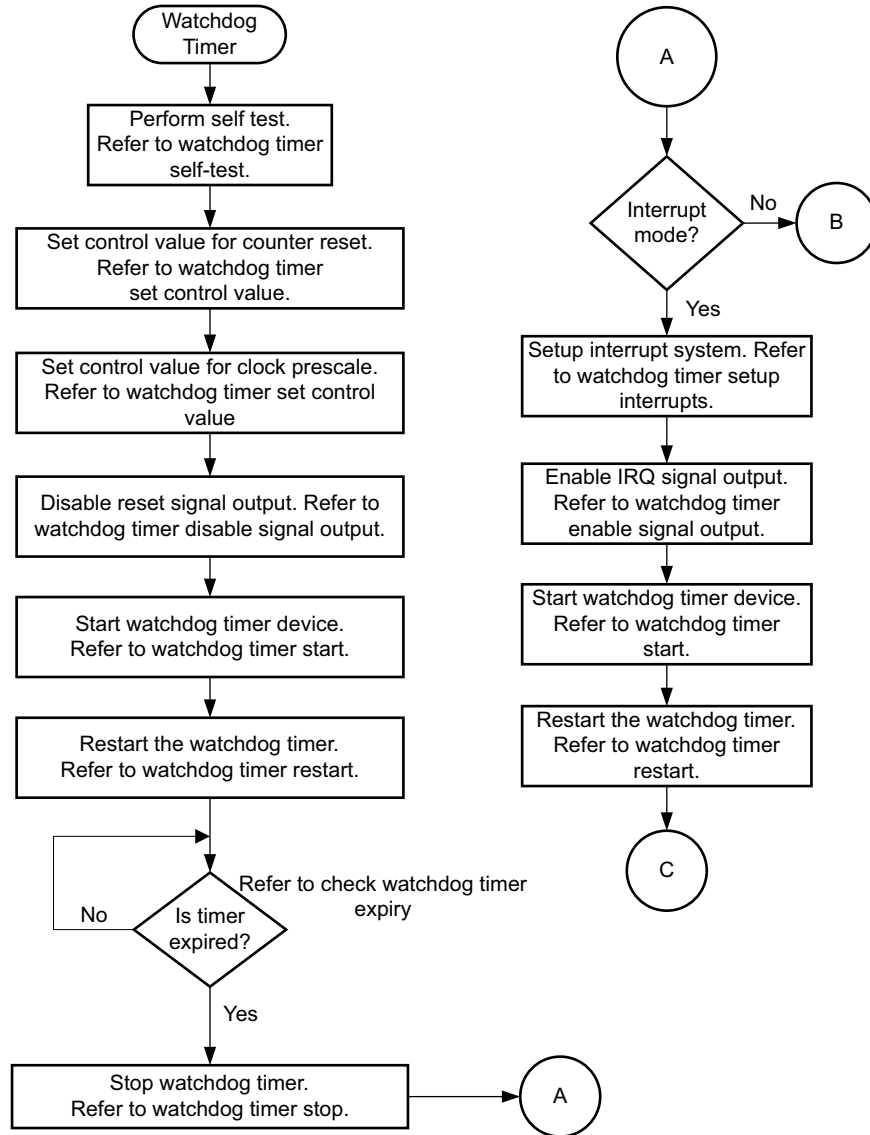 Watchdog
Timer
Perform self test.
Refer to watchdog timer
self-test.
Set control value for counter reset.
Refer to watchdog timer
set control value.
Set control value for clock prescale.
Refer to watchdog timer set control
value
Disable reset signal output. Refer to
watchdog timer disable signal output.
Start watchdog timer device.
Refer to watchdog timer start.
Restart the watchdog timer.
Refer to watchdog timer restart.
Refer to check watchdog timer
expiry
Is timer
expired?
No
Yes
Stop watchdog timer.
Refer to watchdog timer stop.
A
A
Interrupt
mode?
No
B
Yes
Setup interrupt system. Refer
to watchdog timer setup
interrupts.
Enable IRQ signal output.
Refer to watchdog timer
enable signal output.
Start watchdog timer device.
Refer to watchdog timer
start.
Restart the watchdog timer.
Refer to watchdog timer
restart.
C